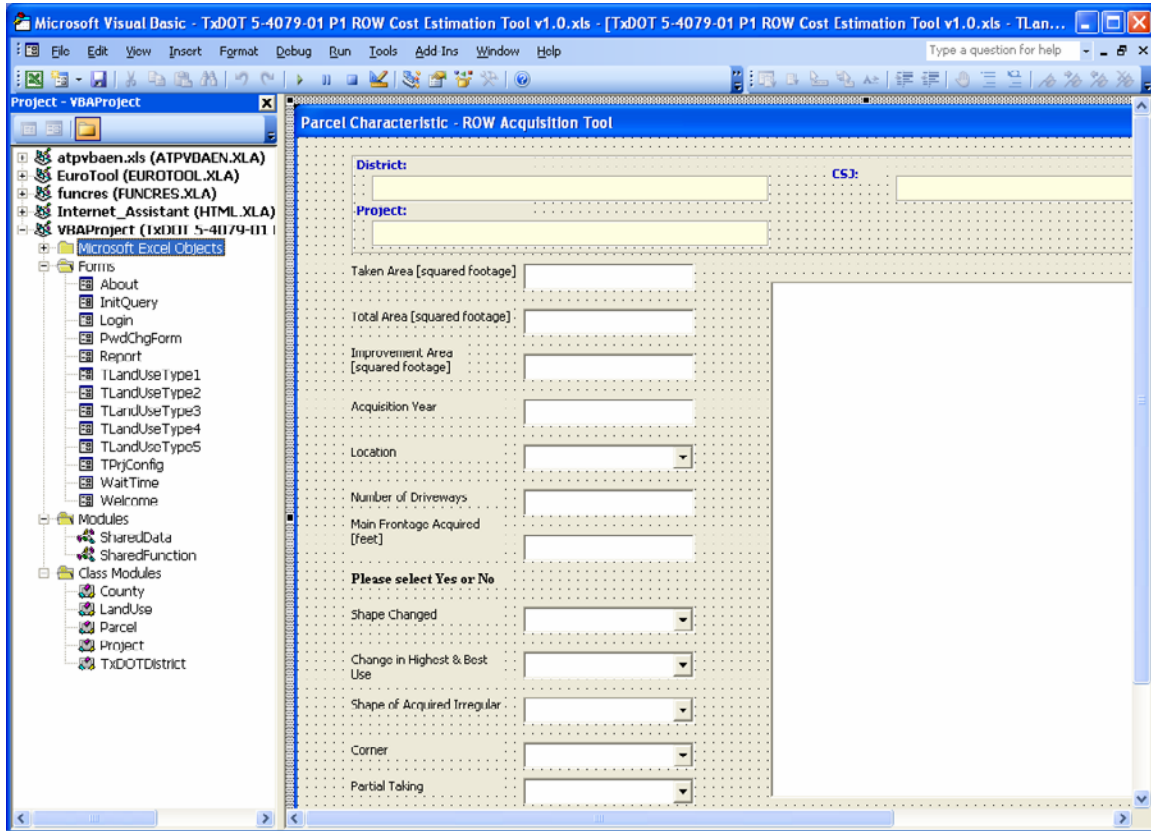 Microsoft Visual Basic - TxDOT 5-4079-01 P1 ROW Cost Estimation Tool v1.0.xls - [TxDOT 5-4079-01 P1 ROW Cost Estimation Tool v1.0.xls - TLan...
File Edit View Insert Format Debug Run Tools Add-Ins Window Help Type a question for help
Project - VBAProject
Parcel Characteristic - ROW Acquisition Tool
atpvbaen.xls (ATPVBAEN.XLA)
EuroTool (EUROTOOL.XLA)
funcres (FUNCRES.XLA)
Internet_Assistant (HTML.XLA)
VBAProject (TxDOT 5-4079-01
Microsoft Excel Objects
Forms
About
InitQuery
Login
PwdChgForm
Report
TLandUseType1
TLandUseType2
TLandUseType3
TLandUseType4
TLandUseType5
TPrjConfig
WaitTime
Welcome
Modules
SharedData
SharedFunction
Class Modules
County
LandUse
Parcel
Project
TxDOTDistrict
District:
CSJ:
Project:
Taken Area [squared footage]
Total Area [squared footage]
Improvement Area
[squared footage]
Acquisition Year
Location
Number of Driveways
Main Frontage Acquired
[feet]
Please select Yes or No
Shape Changed
Change in Highest & Best
Use
Shape of Acquired Irregular
Corner
Partial Taking